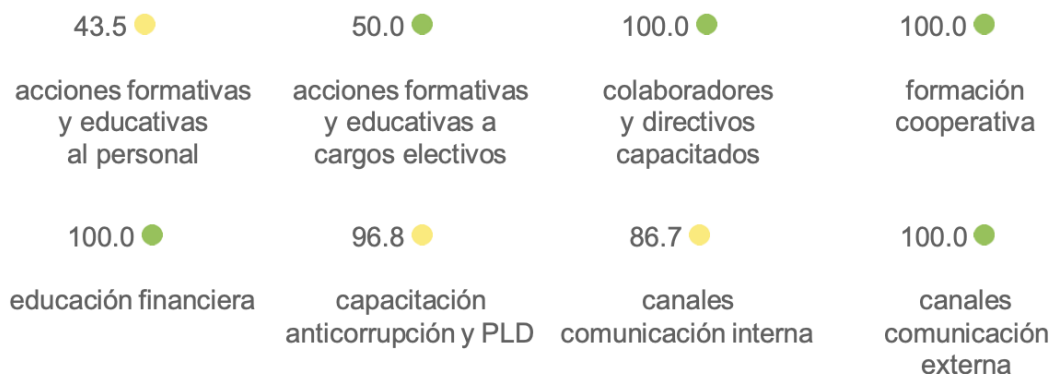 43.5
50.0
100.0
100.0
acciones formativas
y educativas
al personal
acciones formativas
y educativas a
cargos electivos
colaboradores
y directivos
capacitados
formación
cooperativa
100.0
96.8
86.7
100.0
educación financiera
capacitación
anticorrupción y PLD
canales
comunicación interna
canales
comunicación
externa